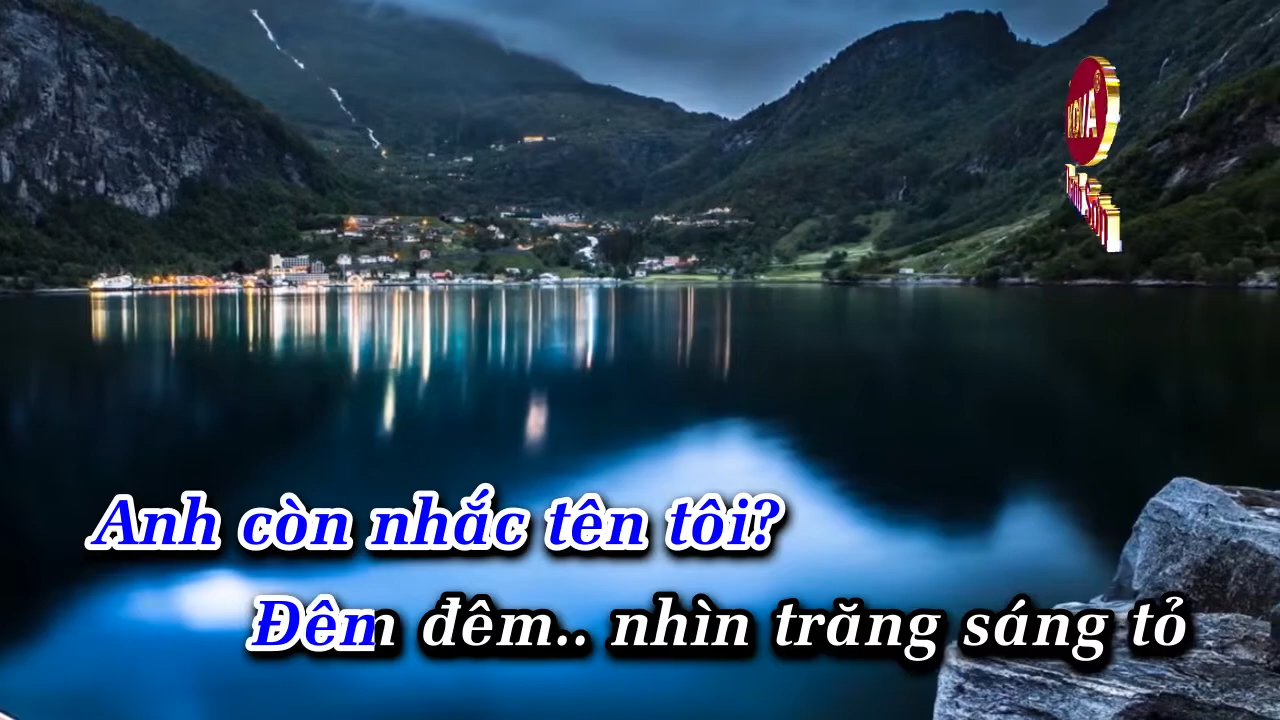 Anh còn nhắc tên tôi?
Đêm đêm.. nhìn trăng sáng tỏ